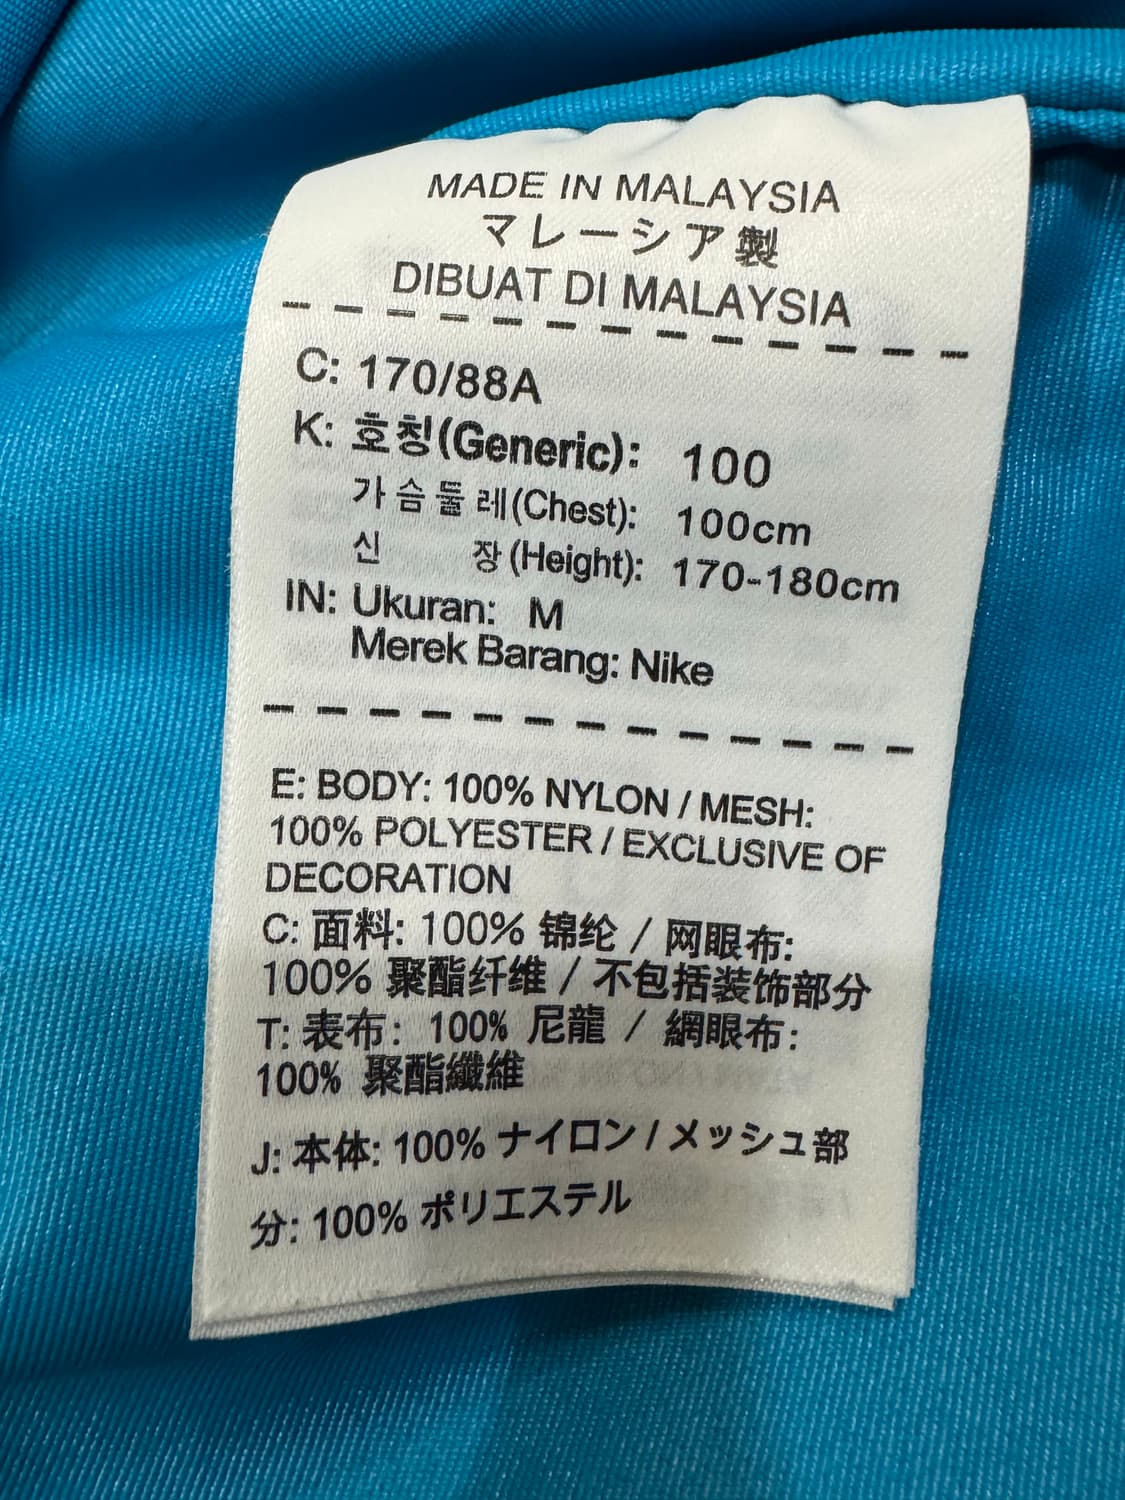 MADE IN MALAYSIA
マレーシア製
DIBUAT DI MALAYSIA
C: 170/88A
K: 호칭(Generic): 100
가슴둘레(Chest): 100cm
신 장(Height): 170-180cm
IN: Ukuran: M
Merek Barang: Nike
E: BODY: 100% NYLON / MESH:
100% POLYESTER / EXCLUSIVE OF
DECORATION
C: 面料: 100% 锦纶 / 网眼布:
100% 聚酯纤维 / 不包括装饰部分
T: 表布: 100% 尼龍 / 網眼布:
100% 聚酯纖維
J: 本体: 100% ナイロン / メッシュ部
分: 100% ポリエステル